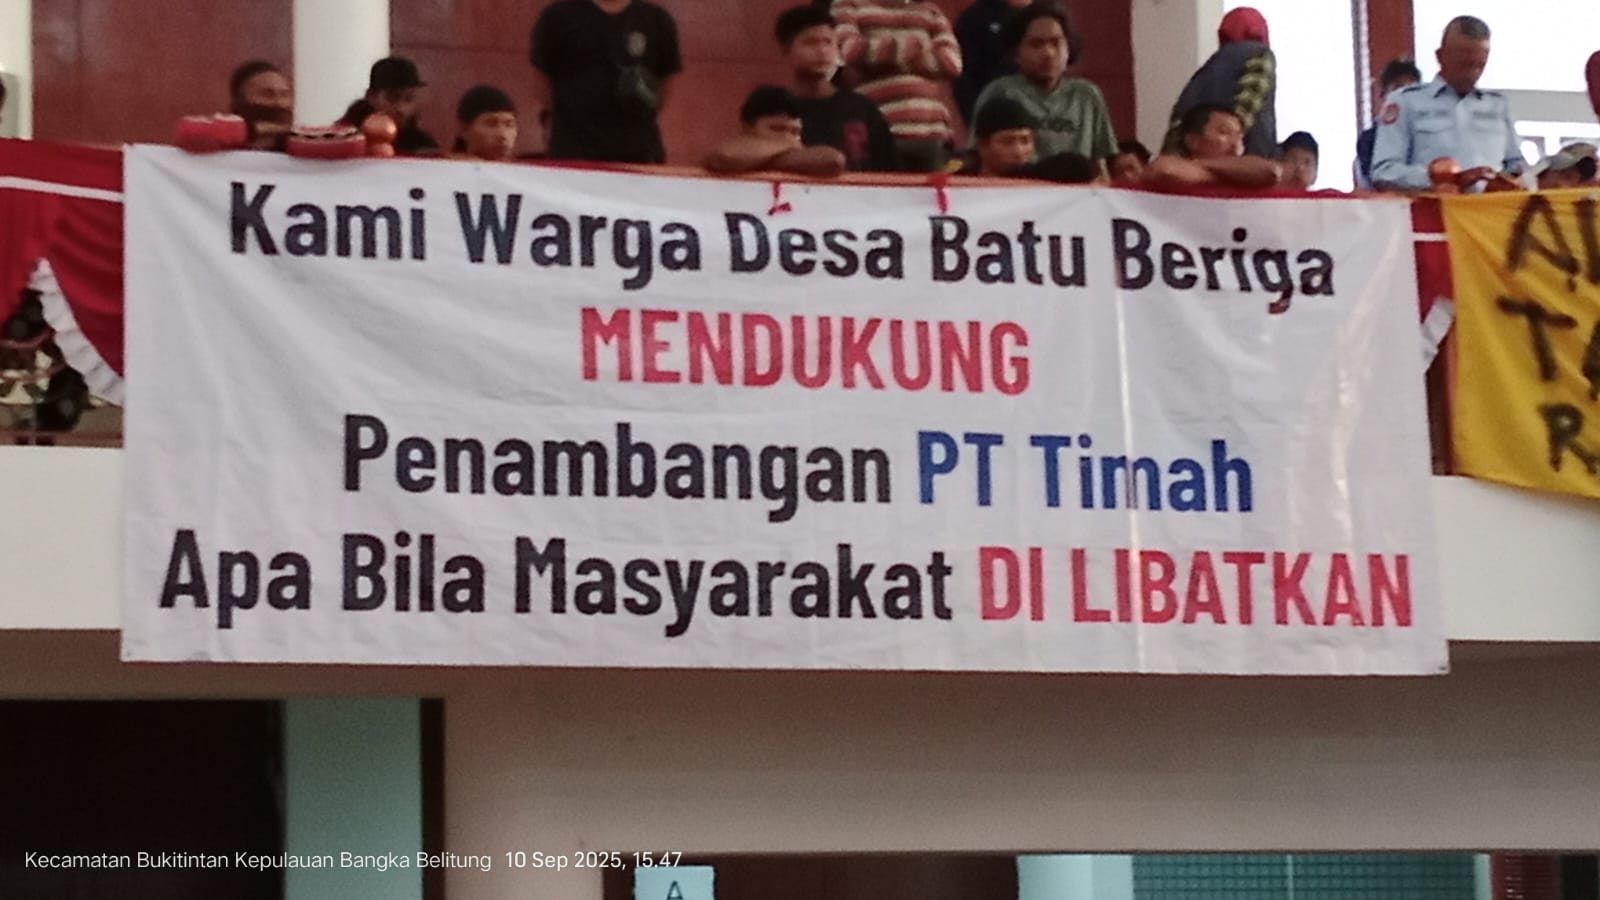 Kami Warga Desa Batu Beriga
MENDUKUNG
Penambangan PT Timah
Apa Bila Masyarakat DI LIBATKAN
Kecamatan Bukitintan Kepulauan Bangka Belitung 10 Sep 2025, 15.47
A